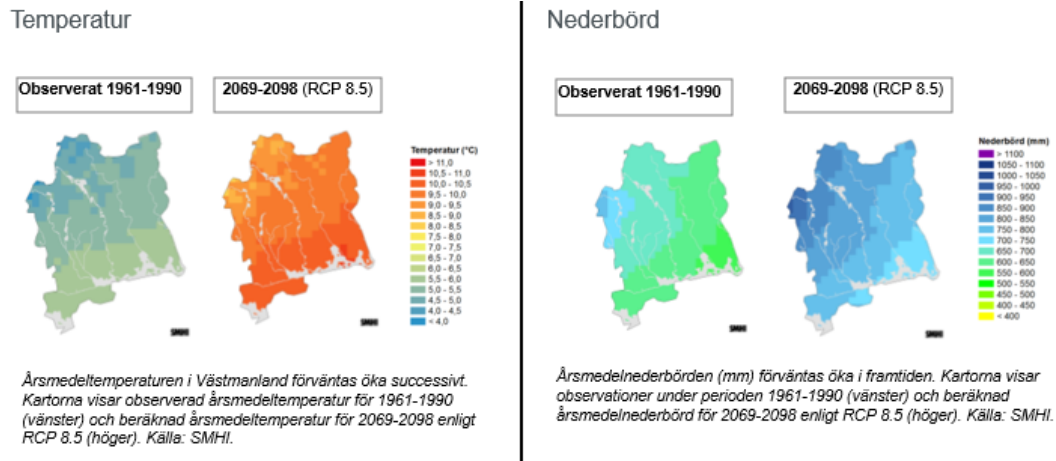 Temperatur
Observerat 1961-1990
2069-2098 (RCP 8.5)
Temperatur (°C)
> 11,0
10,5 - 11,0
10,0 - 10,5
9,5 - 10,0
9,0 - 9,5
8,5 - 9,0
8,0 - 8,5
7,5 - 8,0
7,0 - 7,5
6,5 - 7,0
6,0 - 6,5
5,5 - 6,0
5,0 - 5,5
4,5 - 5,0
4,0 - 4,5
< 4,0
SMHI
SMHI
Årsmedeltemperaturen i Västmanland förväntas öka successivt.
Kartorna visar observerad årsmedeltemperatur för 1961-1990
(vänster) och beräknad årsmedeltemperatur för 2069-2098 enligt
RCP 8.5 (höger). Källa: SMHI.
Nederbörd
Observerat 1961-1990
2069-2098 (RCP 8.5)
Nederbörd (mm)
> 1100
1050 - 1100
1000 - 1050
950 - 1000
900 - 950
850 - 900
800 - 850
750 - 800
700 - 750
650 - 700
600 - 650
550 - 600
500 - 550
450 - 500
400 - 450
< 400
SMHI
SMHI
Årsmedelnederbörden (mm) förväntas öka i framtiden. Kartorna visar
observationer under perioden 1961-1990 (vänster) och beräknad
årsmedelnederbörd för 2069-2098 enligt RCP 8.5 (höger). Källa: SMHI.